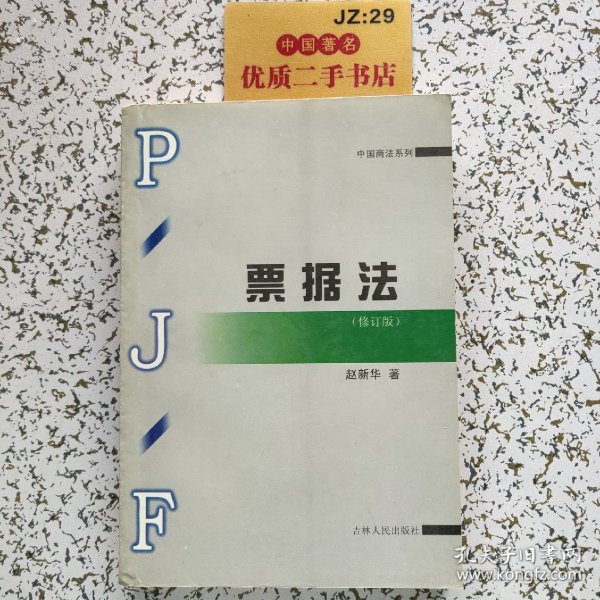 JZ:29
中国著名
优质二手书店
中国商法系列
P
J
F
票据法
（修订版）
赵新华 著
吉林人民出版社
孔夫子旧书网
www.kongfz.com